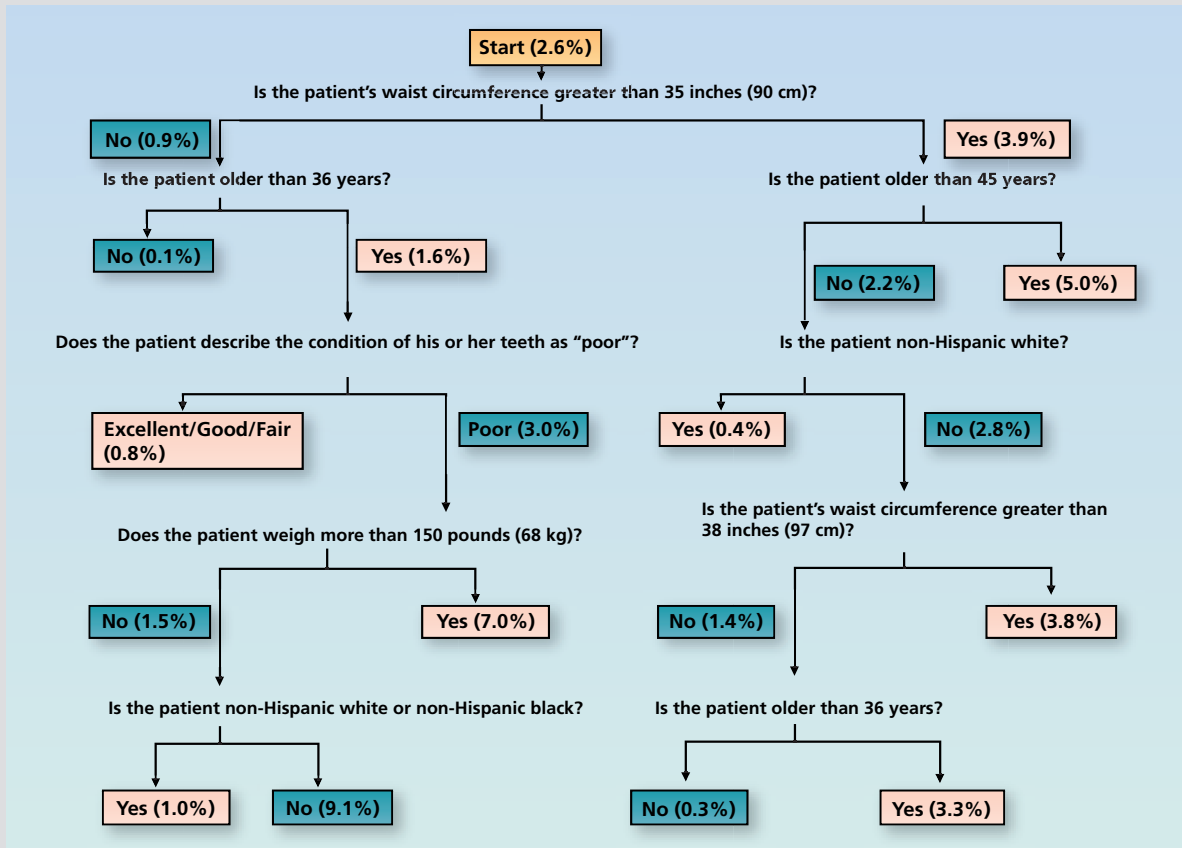 Start (2.6%)
Is the patient's waist circumference greater than 35 inches (90 cm)?
No (0.9%)
Yes (3.9%)
Is the patient older than 36 years?
Is the patient older than 45 years?
No (0.1%)
Yes (1.6%)
No (2.2%)
Yes (5.0%)
Does the patient describe the condition of his or her teeth as “poor”?
Is the patient non-Hispanic white?
Excellent/Good/Fair
(0.8%)
Poor (3.0%)
Yes (0.4%)
No (2.8%)
Does the patient weigh more than 150 pounds (68 kg)?
Is the patient's waist circumference greater than
38 inches (97 cm)?
No (1.5%)
Yes (7.0%)
No (1.4%)
Yes (3.8%)
Is the patient non-Hispanic white or non-Hispanic black?
Is the patient older than 36 years?
Yes (1.0%)
No (9.1%)
No (0.3%)
Yes (3.3%)